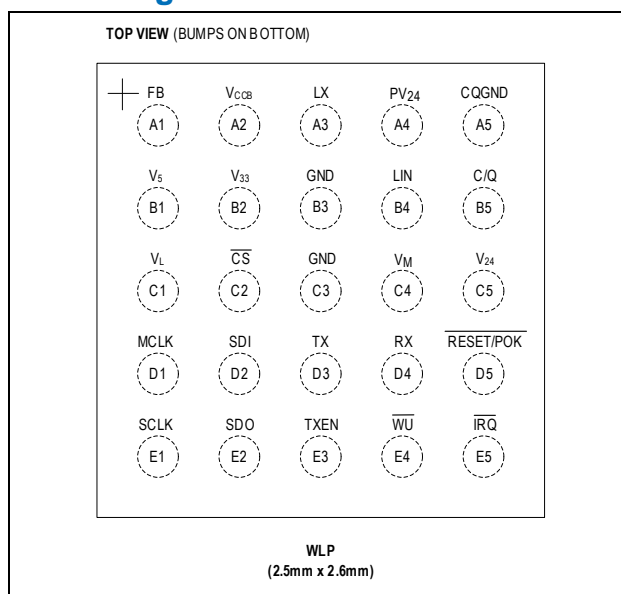 TOP VIEW (BUMPS ON BOTTOM)
FB VCCB LX PV24 CQGND
A1 A2 A3 A4 A5
V5 V33 GND LIN C/Q
B1 B2 B3 B4 B5
VL CS GND VM V24
C1 C2 C3 C4 C5
MCLK SDI TX RX RESET/POK
D1 D2 D3 D4 D5
SCLK SDO TXEN WU IRQ
E1 E2 E3 E4 E5
WLP
(2.5mm x 2.6mm)